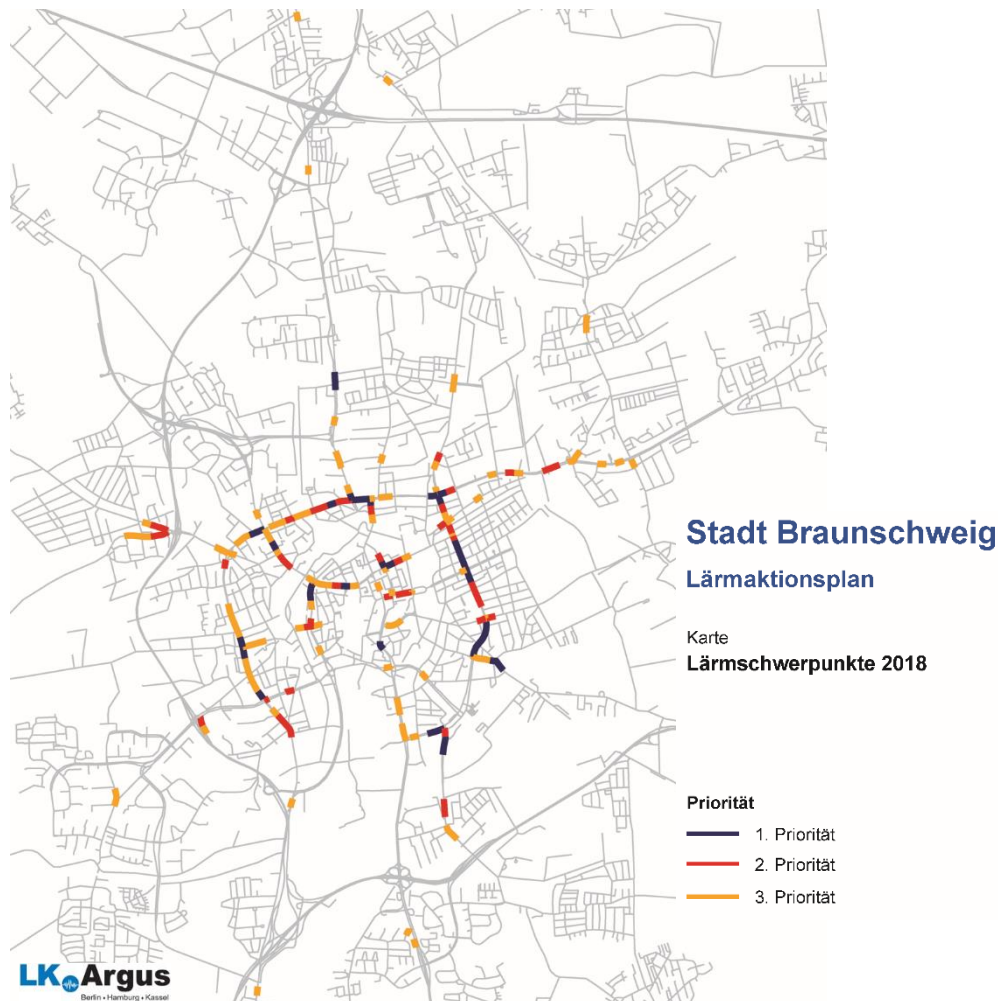 Stadt Braunschweig
Lärmaktionsplan
Karte
Lärmschwerpunkte 2018
Priorität
1. Priorität
2. Priorität
3. Priorität
LK Argus
Berlin • Hamburg • Kassel